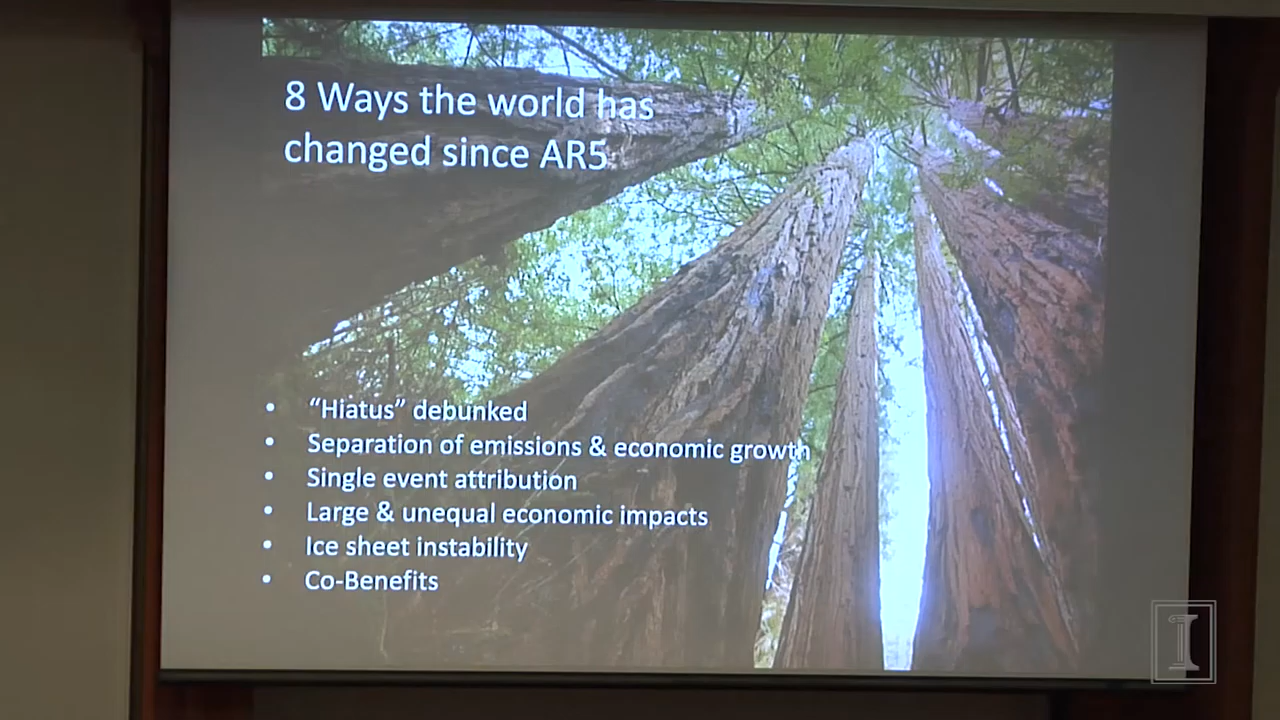 8 Ways the world has
changed since AR5
• “Hiatus” debunked
• Separation of emissions & economic growth
• Single event attribution
• Large & unequal economic impacts
• Ice sheet instability
• Co-Benefits
I